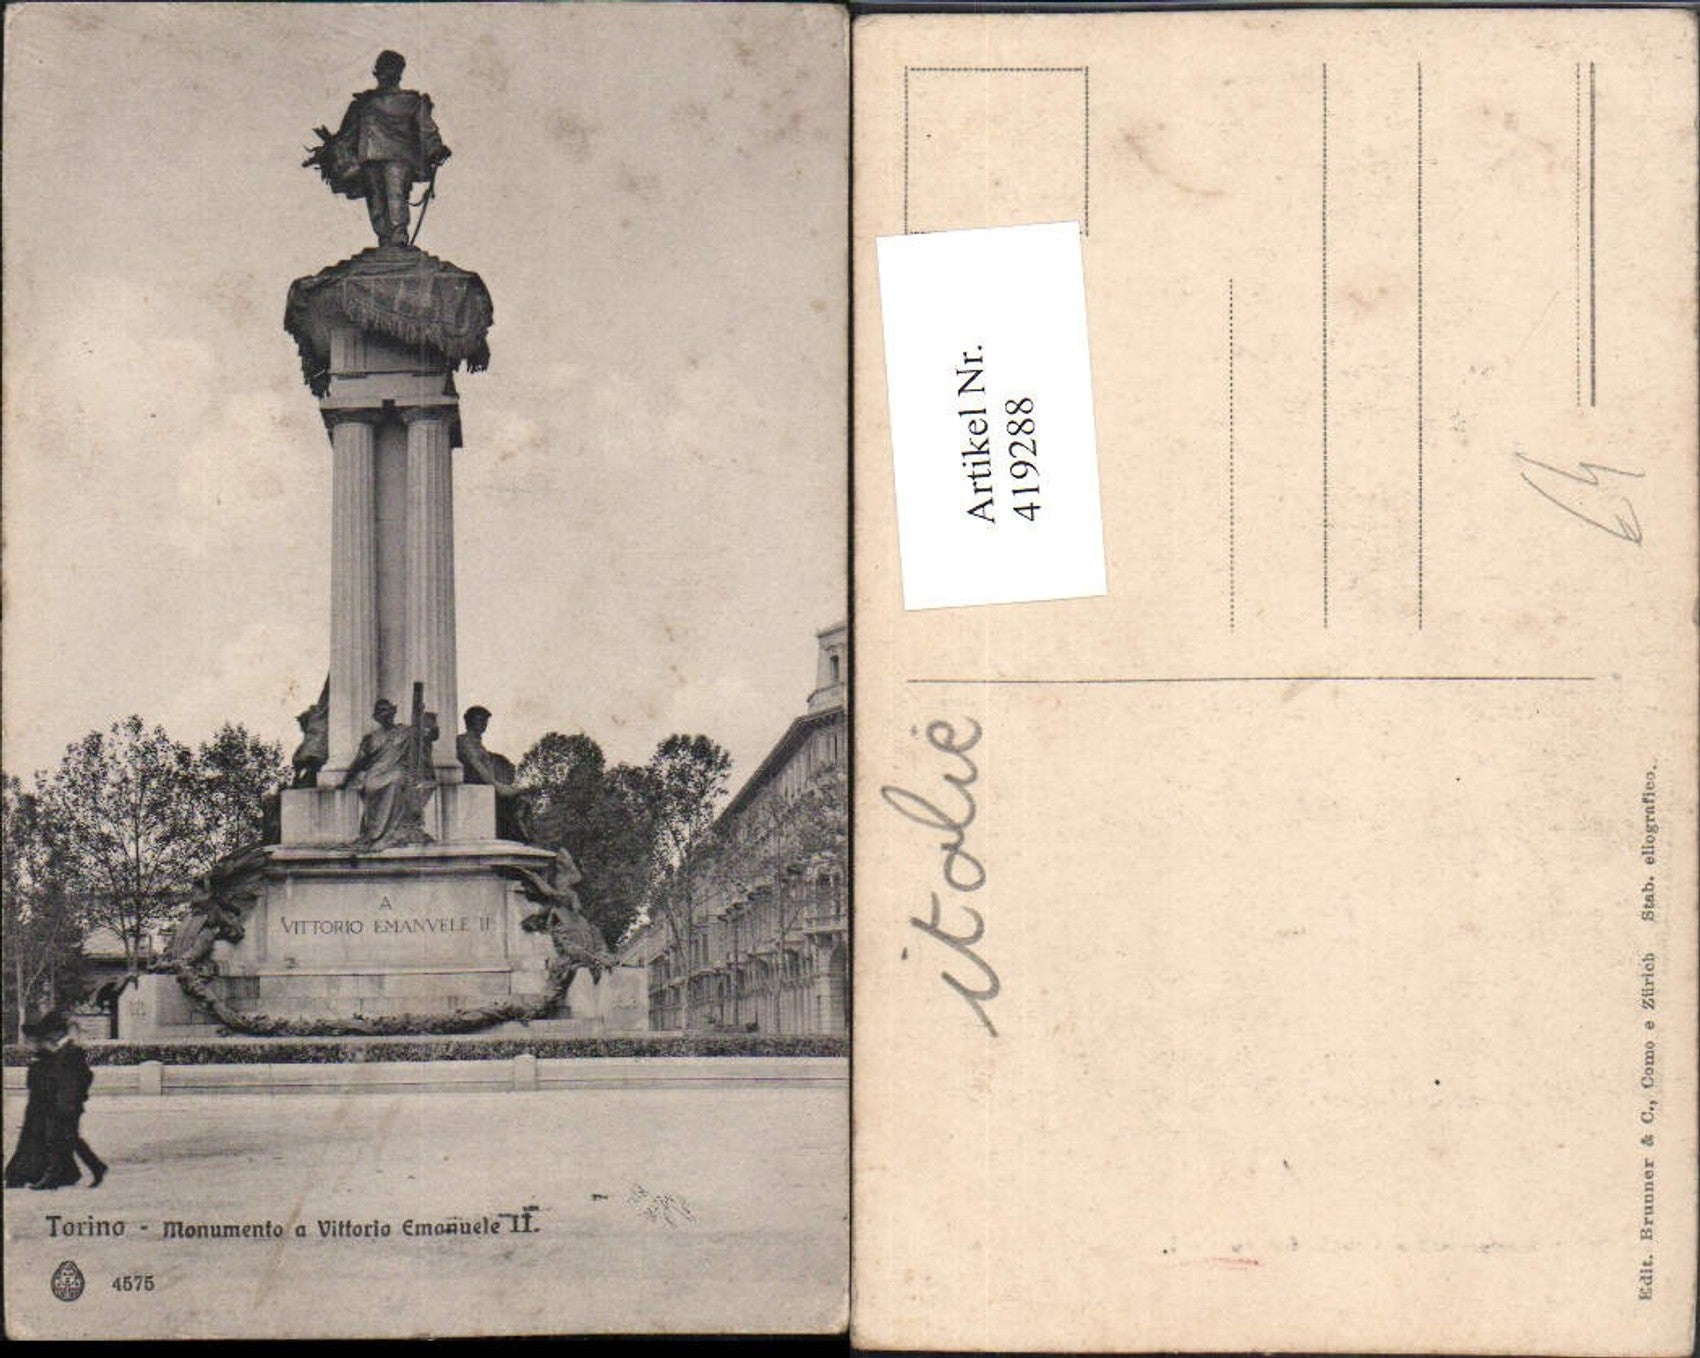 A
VITTORIO EMANVELE II
Torino - Monumento a Vittorio Emanuele II.
4575
Artikel Nr.
419288
italie
Edit. Brunner & C., Como e Zürich Stab. eliografico.